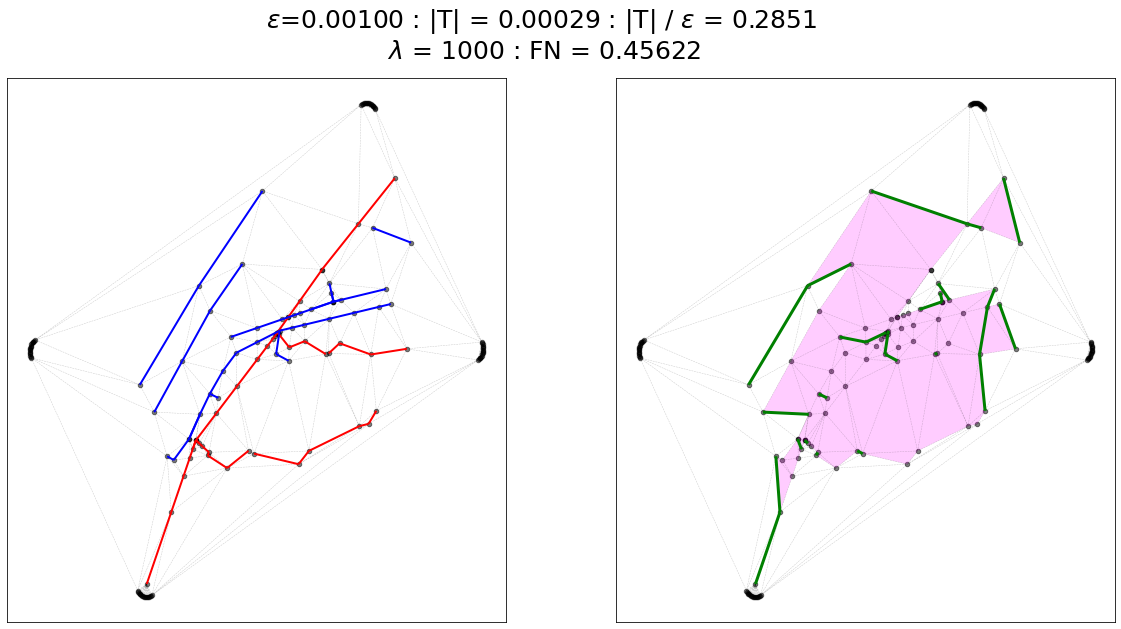 ε=0.00100 : |T| = 0.00029 : |T| / ε = 0.2851
λ = 1000 : FN = 0.45622